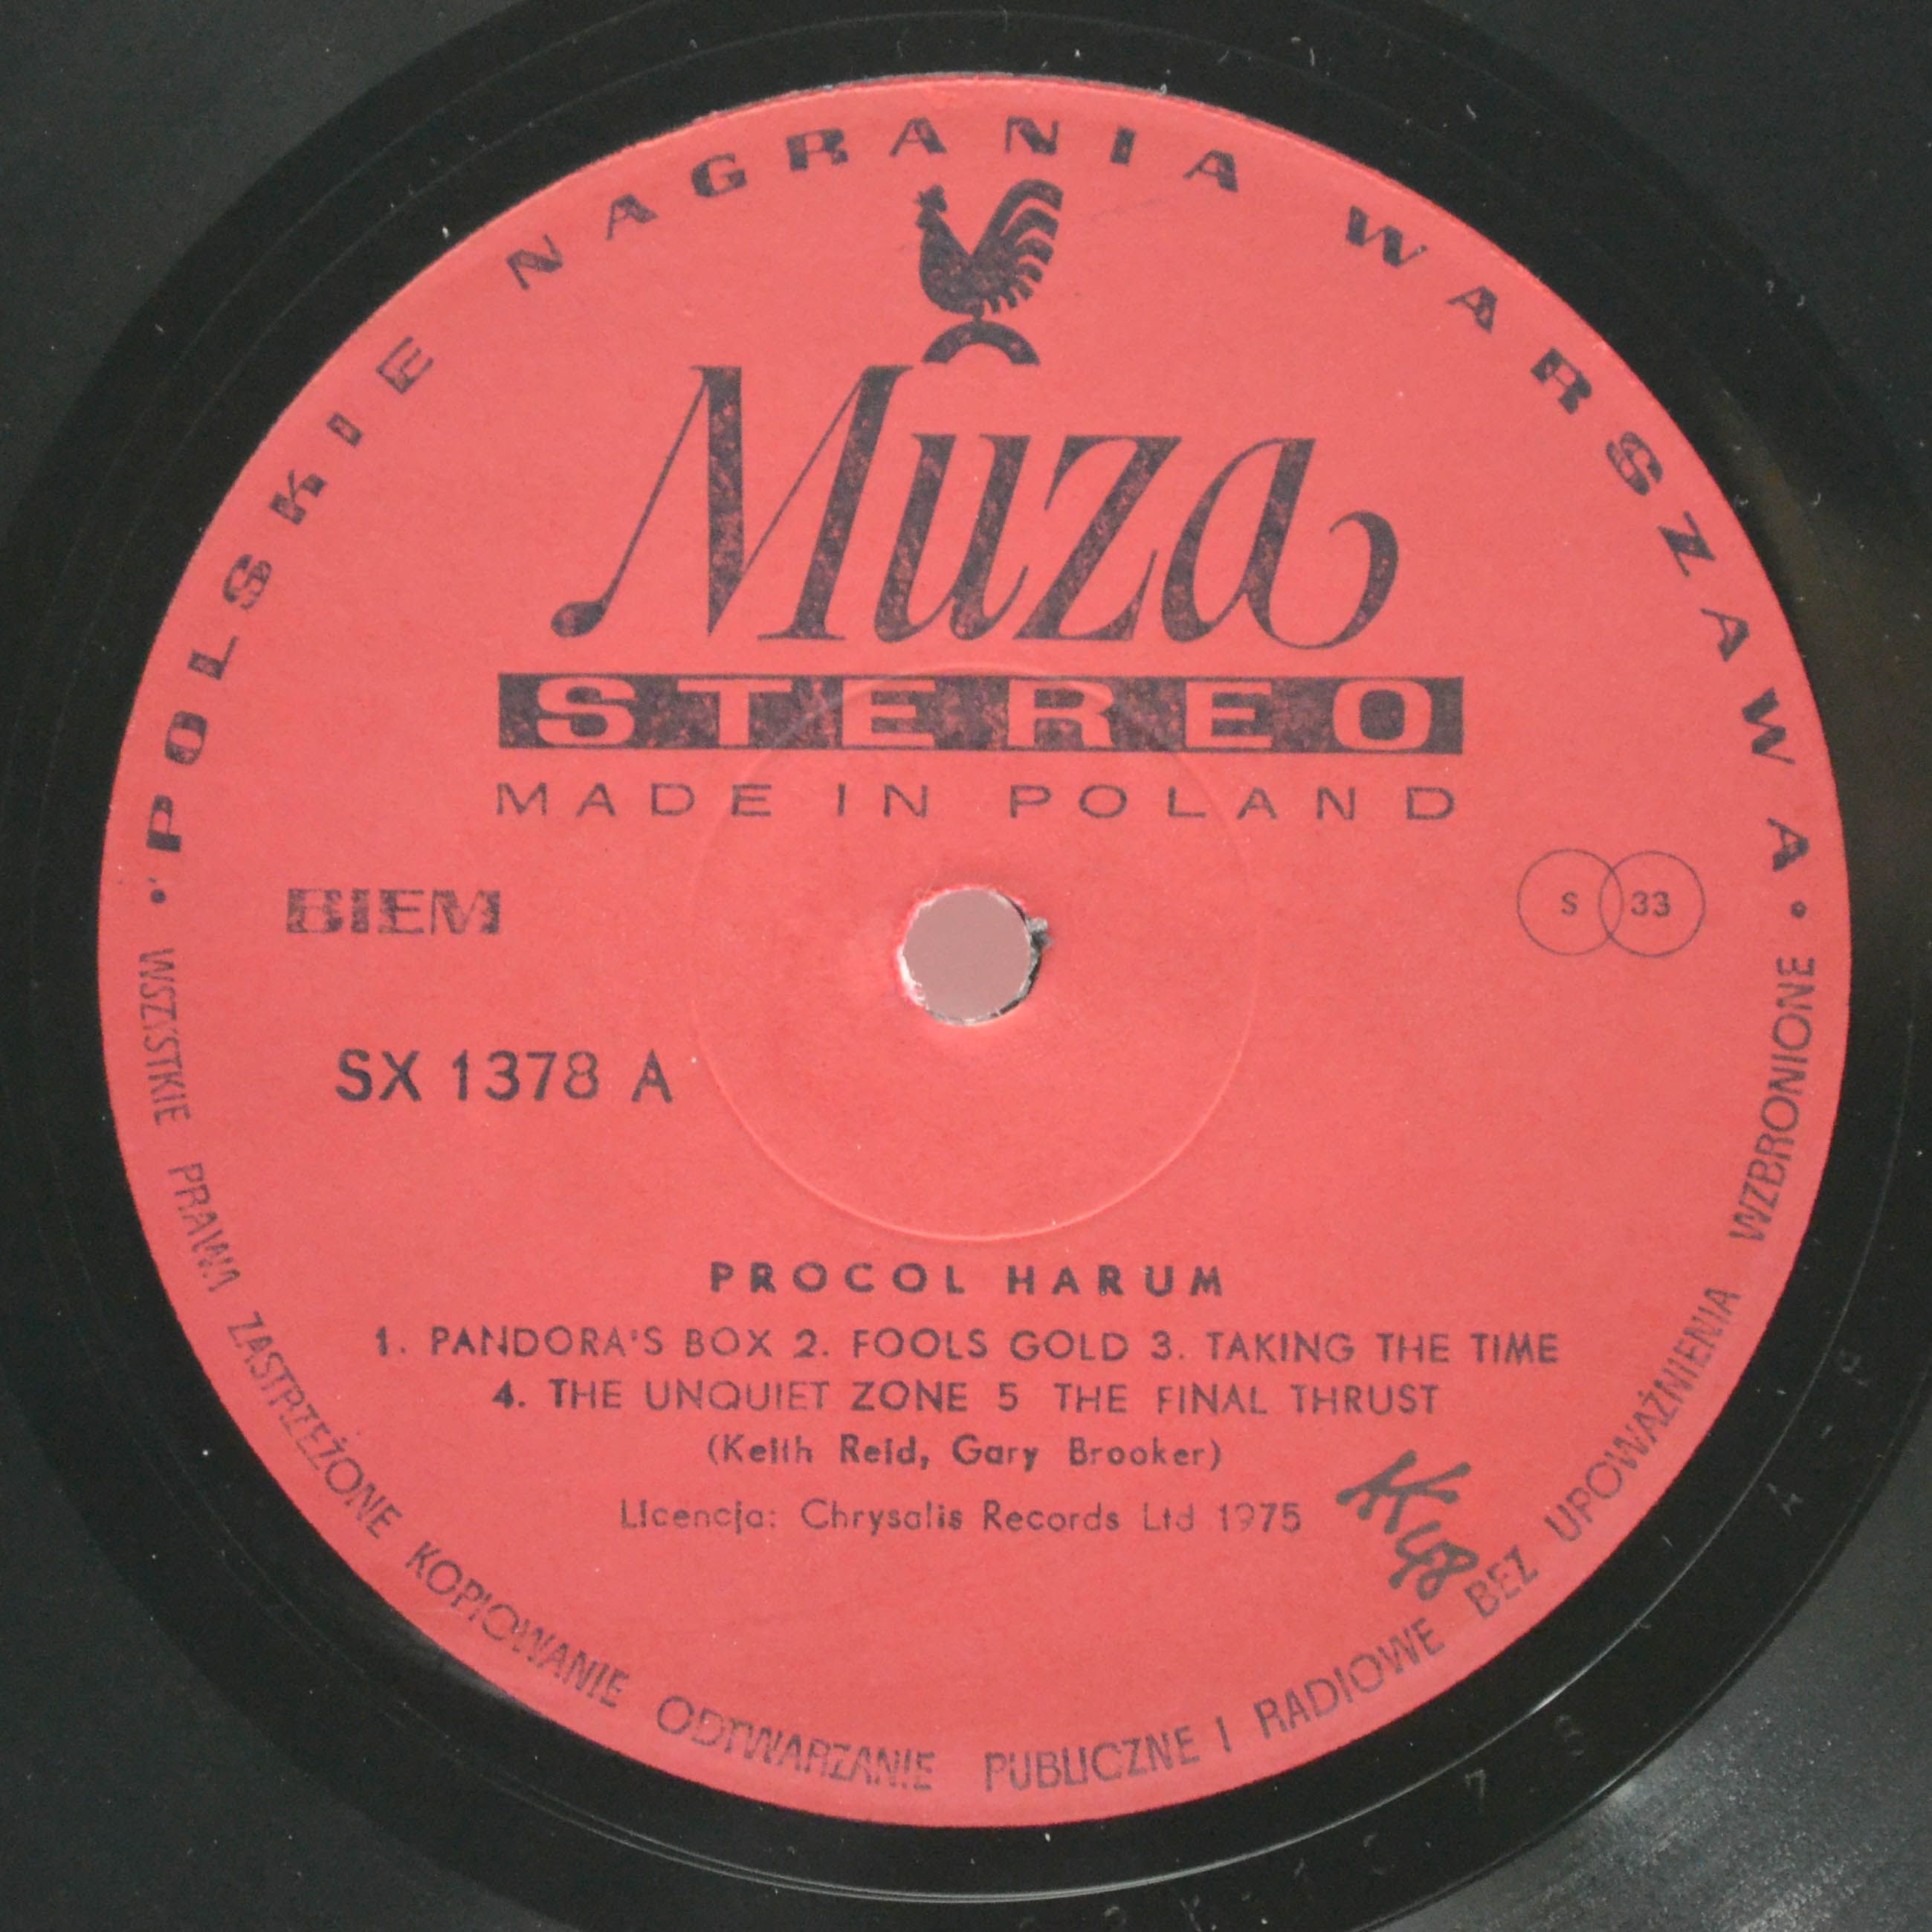 POLSKIE NAGRANIA WARSZAWA
Muza
STEREO
MADE IN POLAND
BIEM
S 33
SX 1378 A
PROCOL HARUM
1. PANDORA'S BOX 2. FOOLS GOLD 3. TAKING THE TIME
4. THE UNQUIET ZONE 5 THE FINAL THRUST
(Keith Reid, Gary Brooker)
Licencja: Chrysalis Records Ltd 1975
WSZYSTKIE PRAWA ZASTRZEŻONE KOPIOWANIE ODTWARZANIE PUBLICZNE I RADIOWE BEZ UPOWAŻNIENIA WZBRONIONE